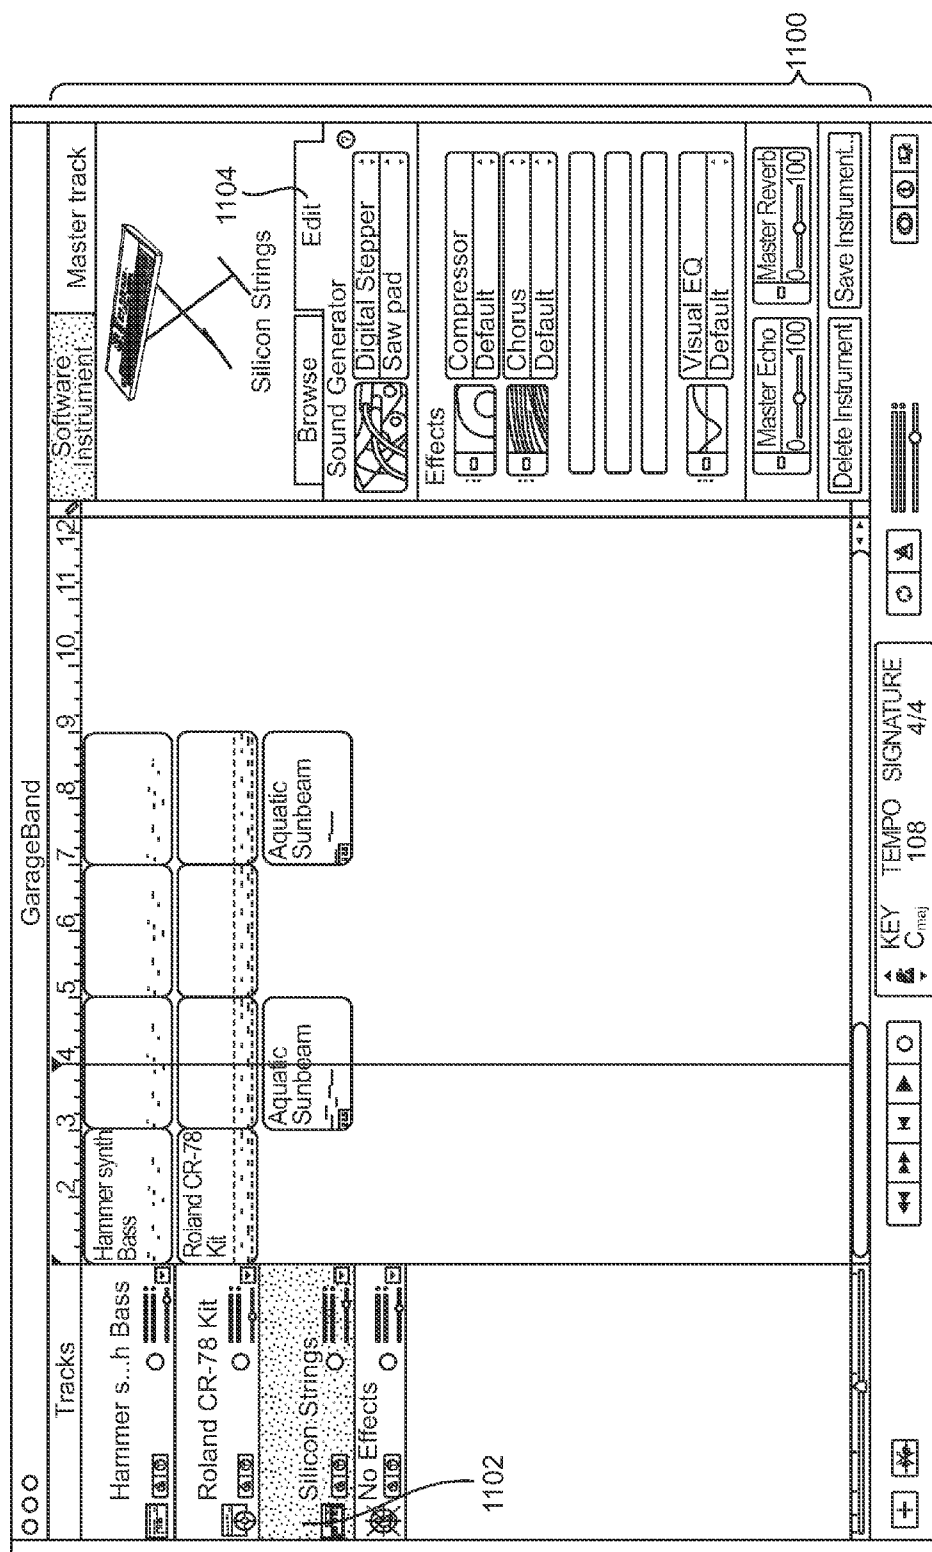 GarageBand
Tracks
2 3 4 5 6 7 8 9 10 11 12
Software
Instrument
Master track
Hammer s...h Bass
Roland CR-78 Kit
Silicon Strings
No Effects
1102
Hammer synth
Bass
Roland CR-78
Kit
Aquatic
Sunbeam
Aquatic
Sunbeam
Silicon Strings
1104
Browse
Edit
Sound Generator
?
Digital Stepper
Saw pad
Effects
Compressor
Default
Chorus
Default
Visual EQ
Default
Master Echo
0 100
Master Reverb
0 100
Delete Instrument
Save Instrument...
KEY
Cmaj
TEMPO
108
SIGNATURE
4/4
1100